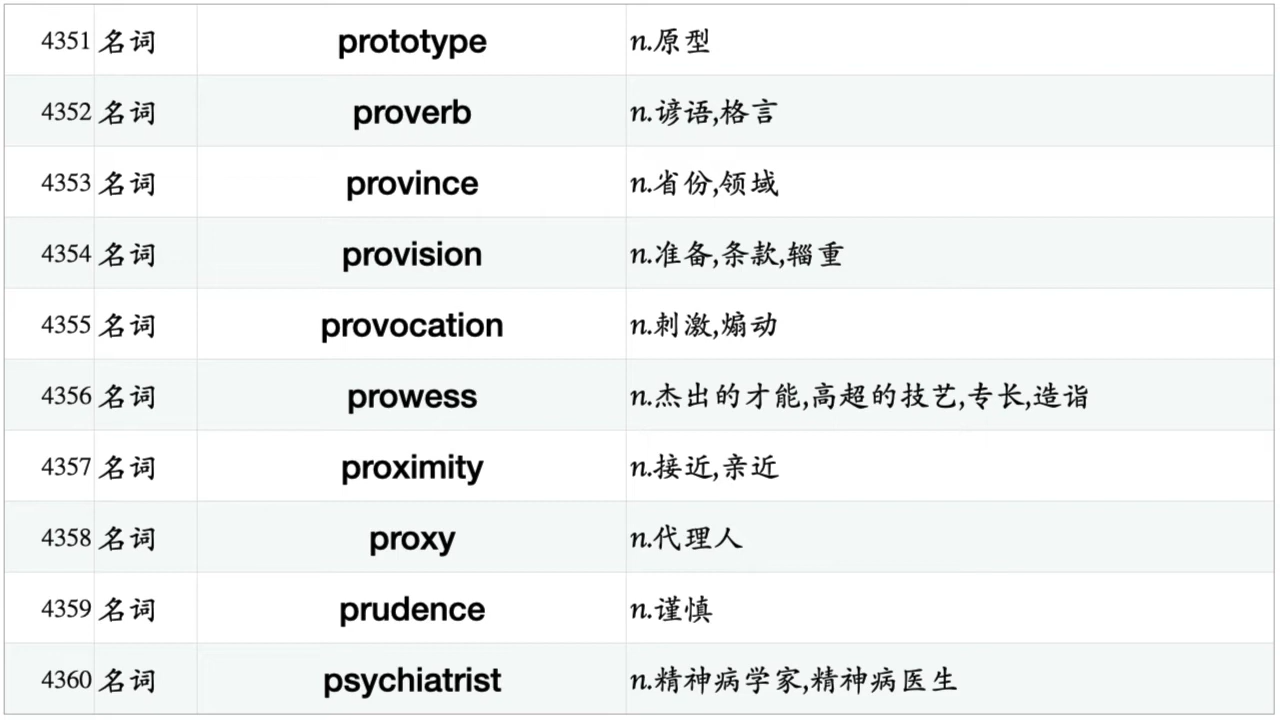 4351 名词 prototype n.原型
4352 名词 proverb n.谚语,格言
4353 名词 province n.省份,领域
4354 名词 provision n.准备,条款,辎重
4355 名词 provocation n.刺激,煽动
4356 名词 prowess n.杰出的才能,高超的技艺,专长,造诣
4357 名词 proximity n.接近,亲近
4358 名词 proxy n.代理人
4359 名词 prudence n.谨慎
4360 名词 psychiatrist n.精神病学家,精神病医生